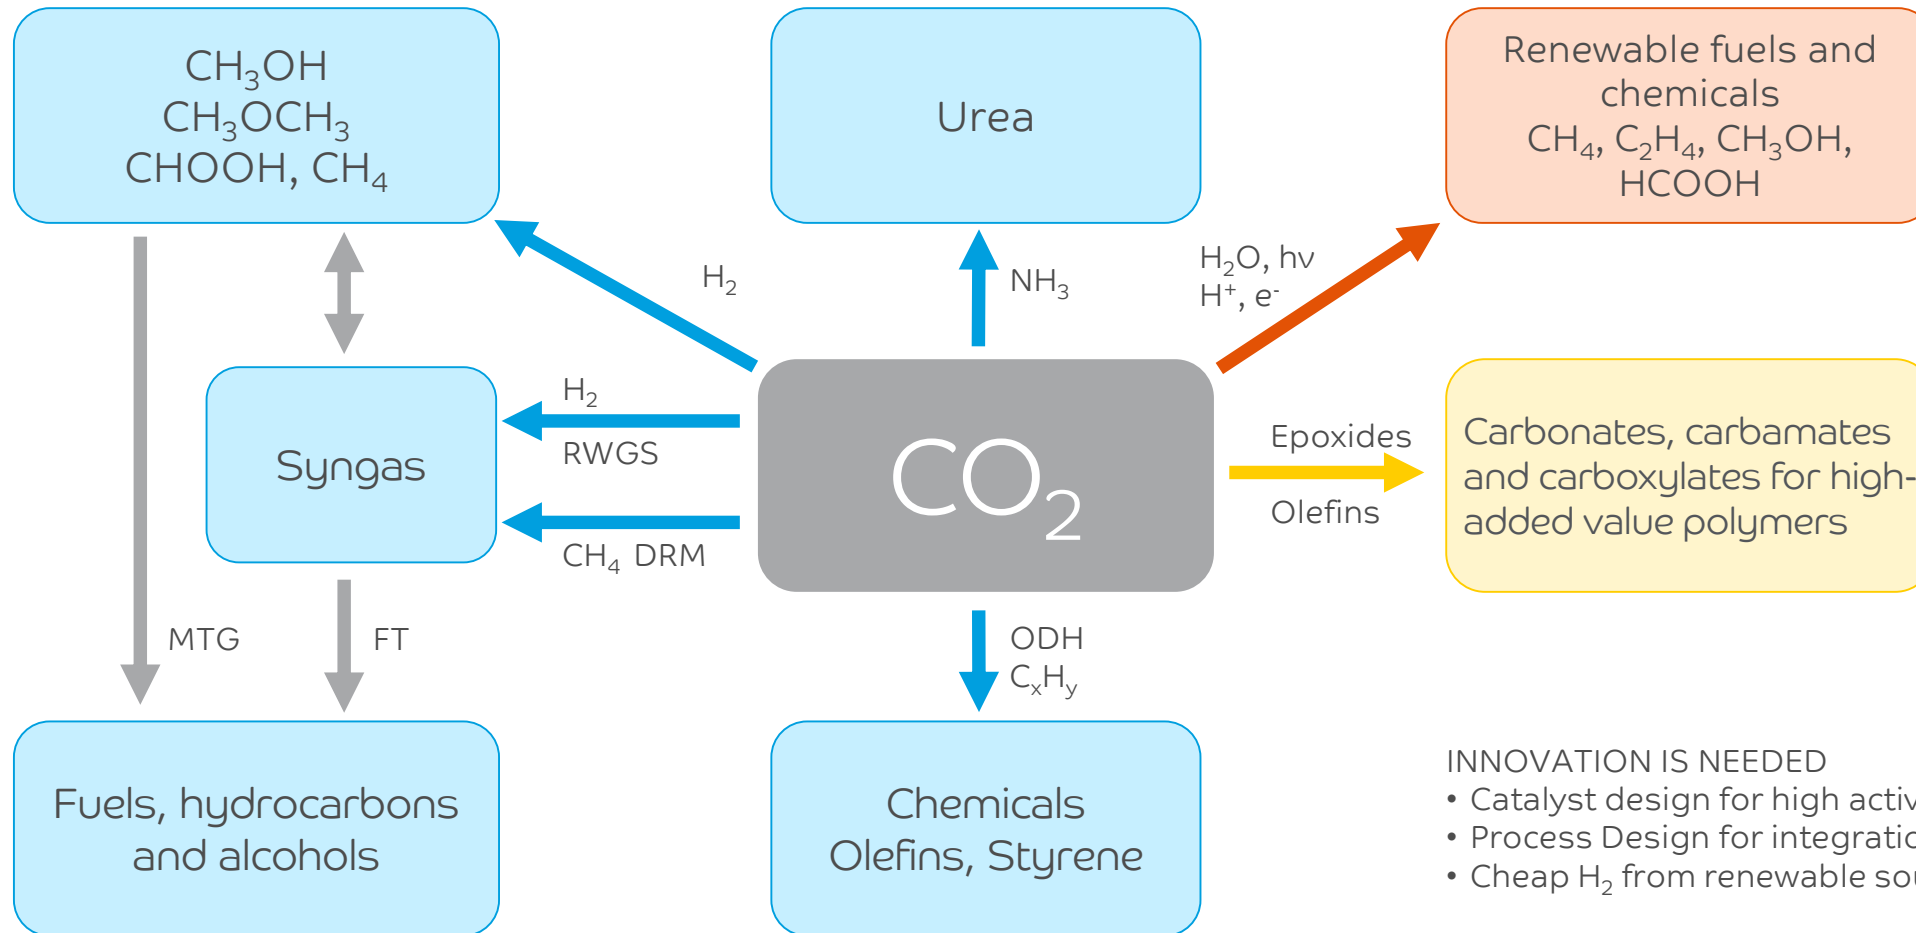 CH₃OH
CH₃OCH₃
CHOOH, CH₄
Urea
Renewable fuels and
chemicals
CH₄, C₂H₄, CH₃OH,
HCOOH
H₂
NH₃
H₂O, hν
H⁺, e⁻
Syngas
H₂
RWGS
CH₄ DRM
CO₂
Epoxides
Olefins
Carbonates, carbamates
and carboxylates for high-
added value polymers
MTG
FT
ODH
CₓHᵧ
Fuels, hydrocarbons
and alcohols
Chemicals
Olefins, Styrene
INNOVATION IS NEEDED
• Catalyst design for high
• Process Design for
• Cheap H₂ from renewable